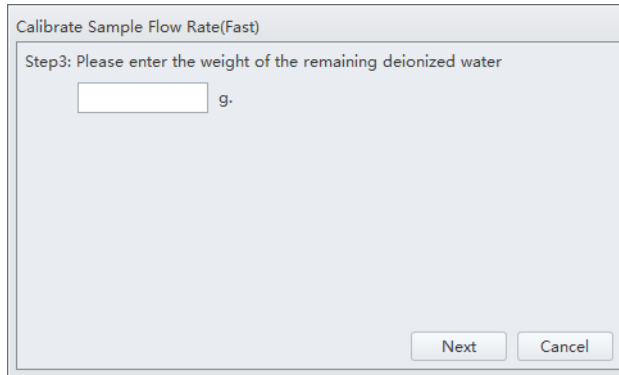 Calibrate Sample Flow Rate(Fast)
Step3: Please enter the weight of the remaining deionized water
g.
Next Cancel